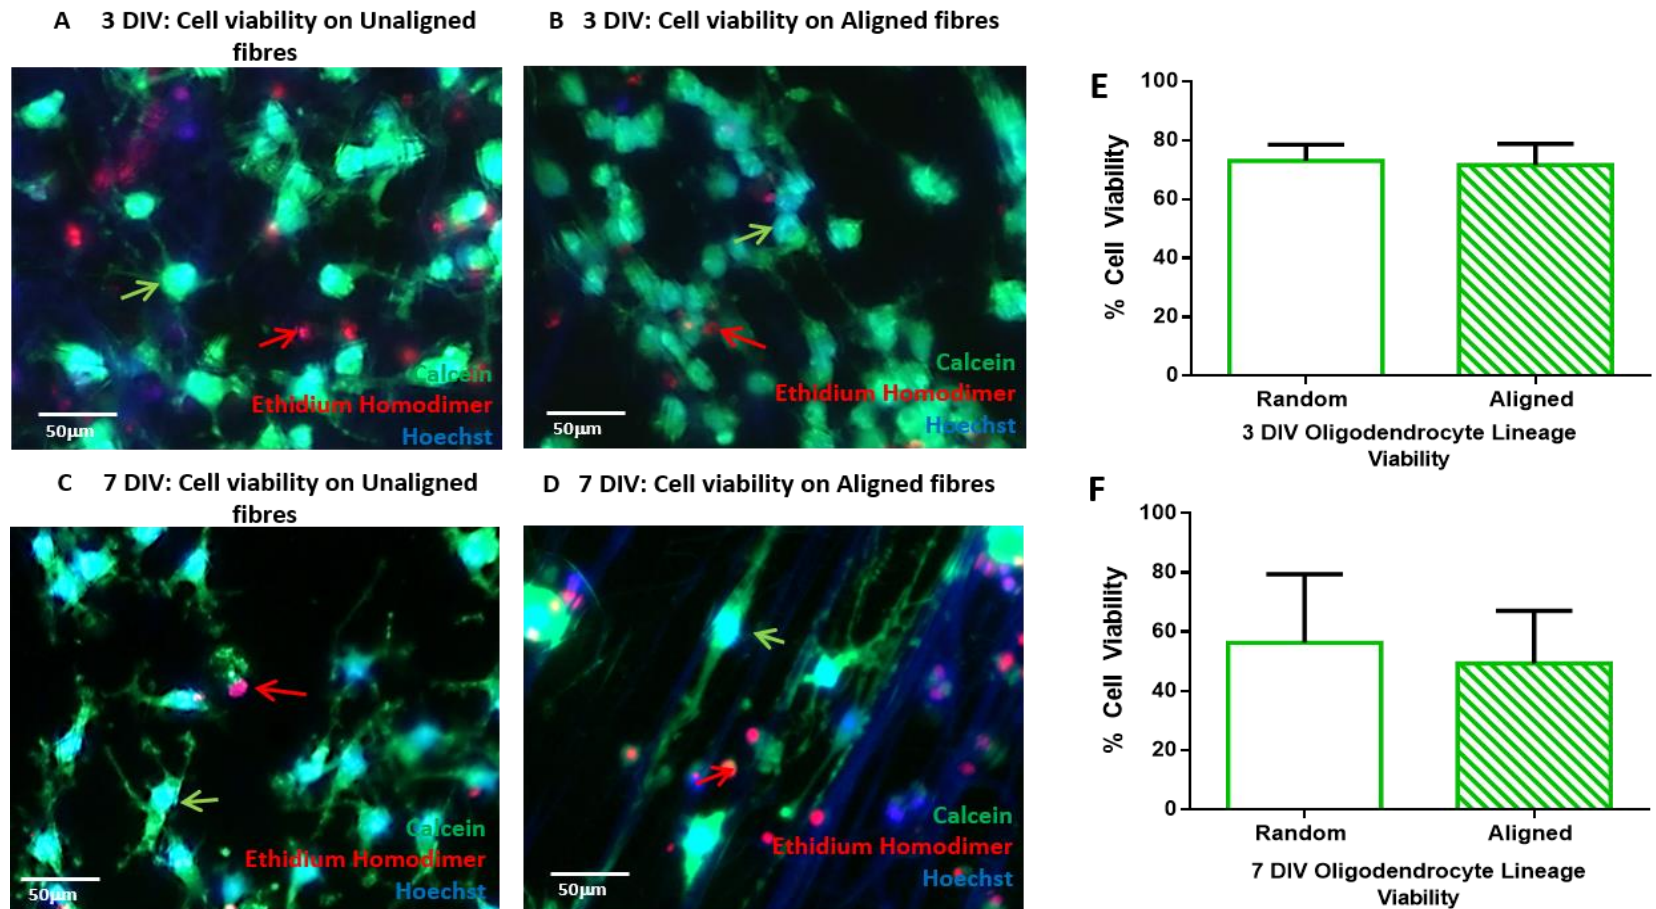 A 3 DIV: Cell viability on Unaligned
fibres
Calcein
Ethidium Homodimer
Hoechst
50μm
B 3 DIV: Cell viability on Aligned fibres
Calcein
Ethidium Homodimer
Hoechst
50μm
C 7 DIV: Cell viability on Unaligned
fibres
Calcein
Ethidium Homodimer
Hoechst
50μm
D 7 DIV: Cell viability on Aligned fibres
Calcein
Ethidium Homodimer
Hoechst
50μm
E
% Cell Viability
100
80
60
40
20
0
Random Aligned
3 DIV Oligodendrocyte Lineage
Viability
F
% Cell Viability
100
80
60
40
20
0
Random Aligned
7 DIV Oligodendrocyte Lineage
Viability